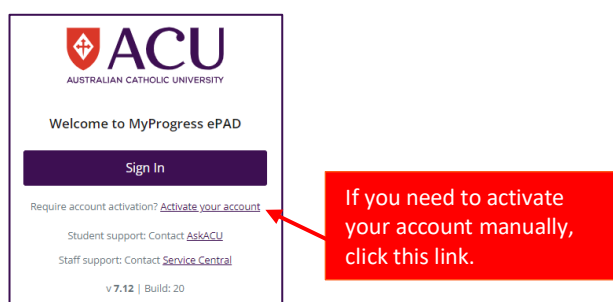 ACU
AUSTRALIAN CATHOLIC UNIVERSITY
Welcome to MyProgress ePAD
Sign In
Require account activation? Activate your account
Student support: Contact AskACU
Staff support: Contact Service Central
v 7.12 | Build: 20
If you need to activate
your account manually,
click this link.